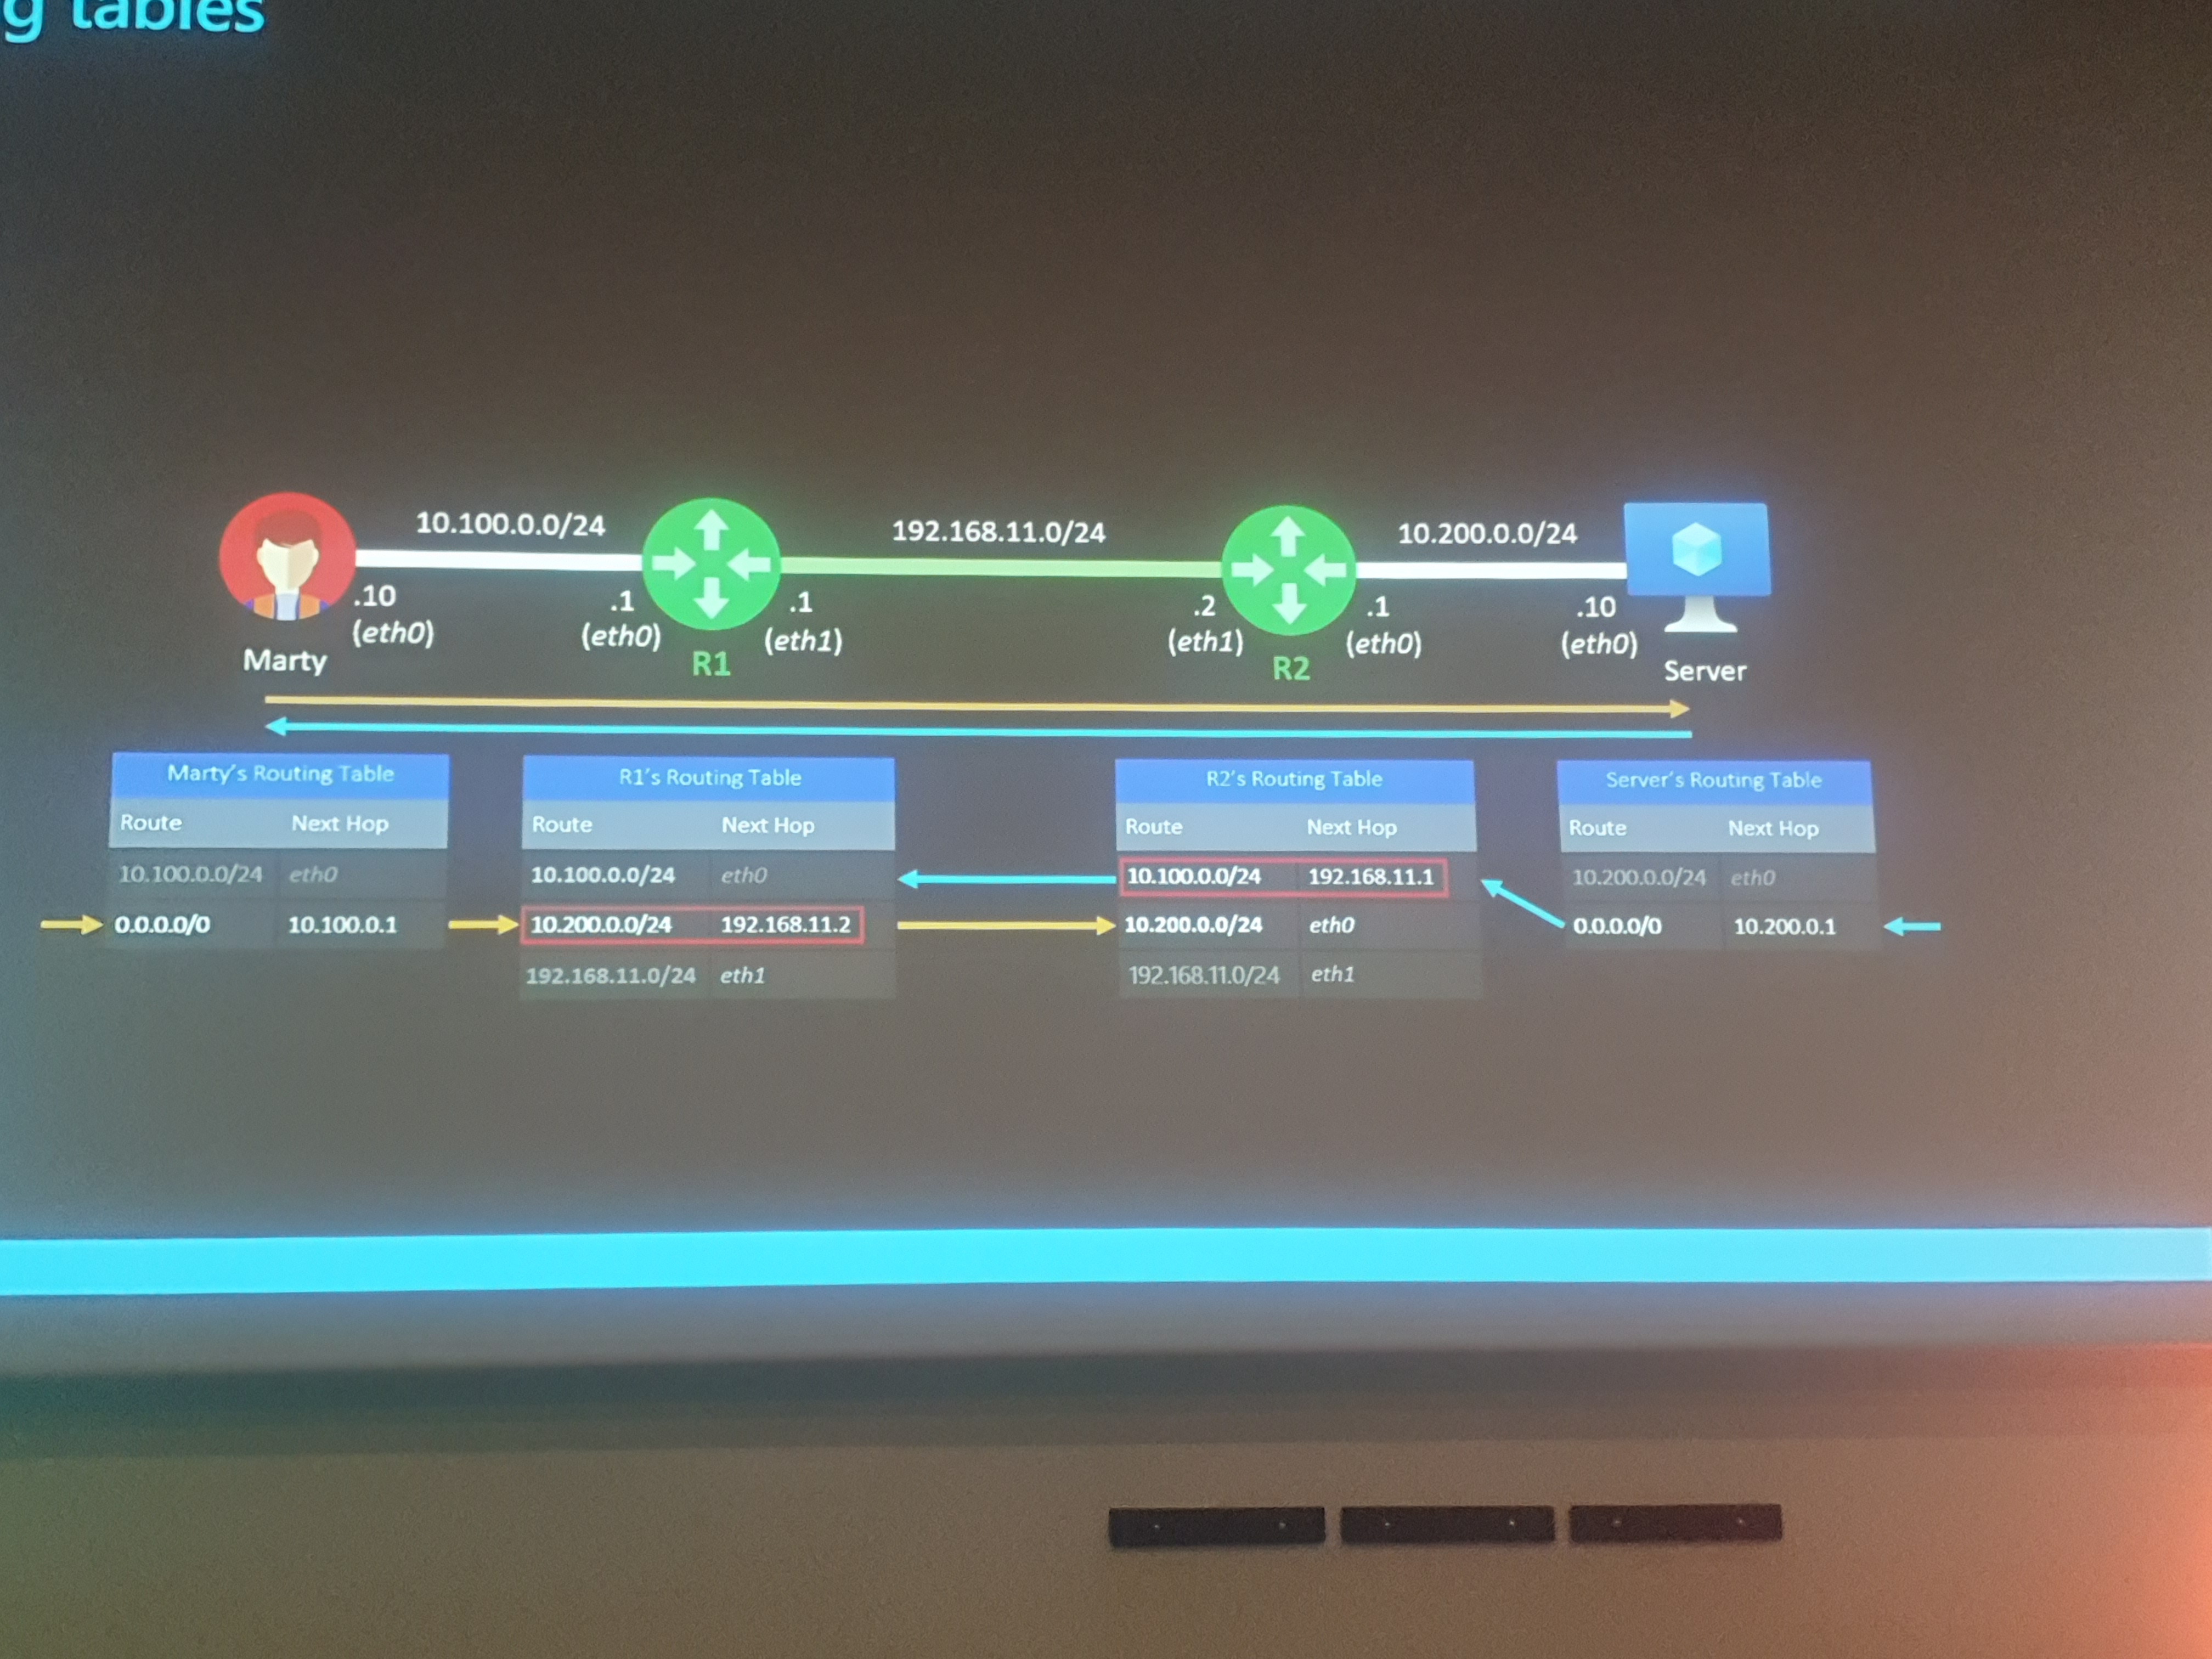 g tables
10.100.0.0/24
192.168.11.0/24
10.200.0.0/24
.10
(eth0)
.1
(eth0)
.1
(eth1)
.2
(eth1)
.1
(eth0)
.10
(eth0)
Marty
R1
R2
Server
Marty's Routing Table
Route Next Hop
10.100.0.0/24 eth0
0.0.0.0/0 10.100.0.1
R1's Routing Table
Route Next Hop
10.100.0.0/24 eth0
10.200.0.0/24 192.168.11.2
192.168.11.0/24 eth1
R2's Routing Table
Route Next Hop
10.100.0.0/24 192.168.11.1
10.200.0.0/24 eth0
192.168.11.0/24 eth1
Server's Routing Table
Route Next Hop
10.200.0.0/24 eth0
0.0.0.0/0 10.200.0.1